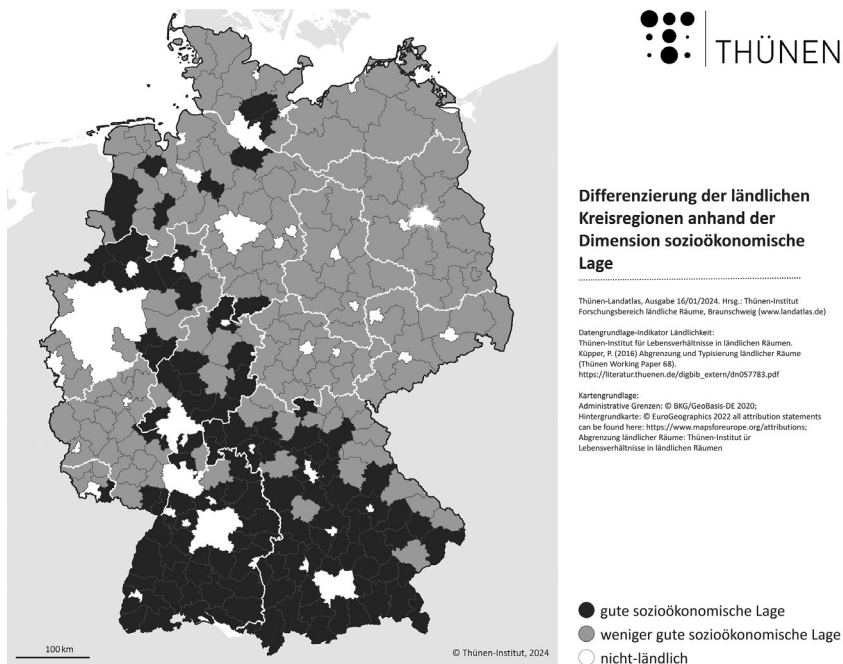 THÜNEN
Differenzierung der ländlichen
Kreisregionen anhand der
Dimension sozioökonomische
Lage
Thünen-Landatlas, Ausgabe 16/01/2024. Hrsg.: Thünen-Institut
Forschungsbereich ländliche Räume, Braunschweig (www.landatlas.de)
Datengrundlage-Indikator Ländlichkeit:
Thünen-Institut für Lebensverhältnisse in ländlichen Räumen.
Küpper, P. (2016) Abgrenzung und Typisierung ländlicher Räume
(Thünen Working Paper 68).
https://literatur.thuenen.de/digbib_extern/dn057783.pdf
Kartengrundlage:
Administrative Grenzen: © BKG/GeoBasis-DE 2020;
Hintergrundkarte: © EuroGeographics 2022 all attribution statements
can be found here: https://www.mapsforeurope.org/attributions;
Abgrenzung ländlicher Räume: Thünen-Institut für
Lebensverhältnisse in ländlichen Räumen
gute sozioökonomische Lage
weniger gute sozioökonomische Lage
nicht-ländlich
100 km
© Thünen-Institut, 2024